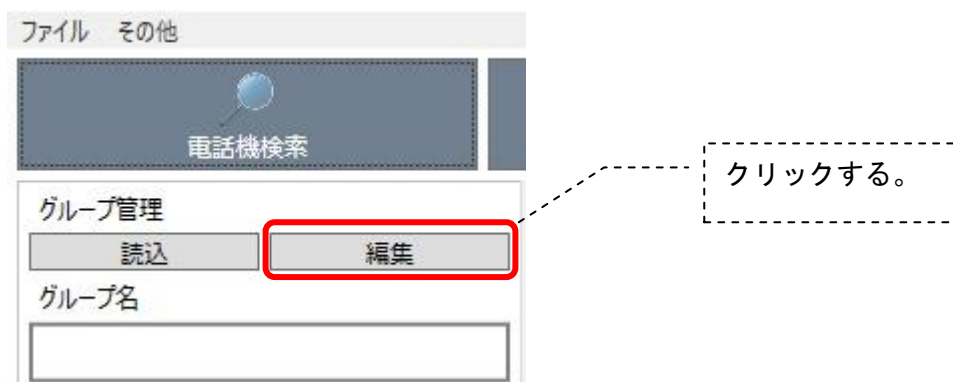 ファイル その他
電話機検索
クリックする。
グループ管理
読込 編集
グループ名